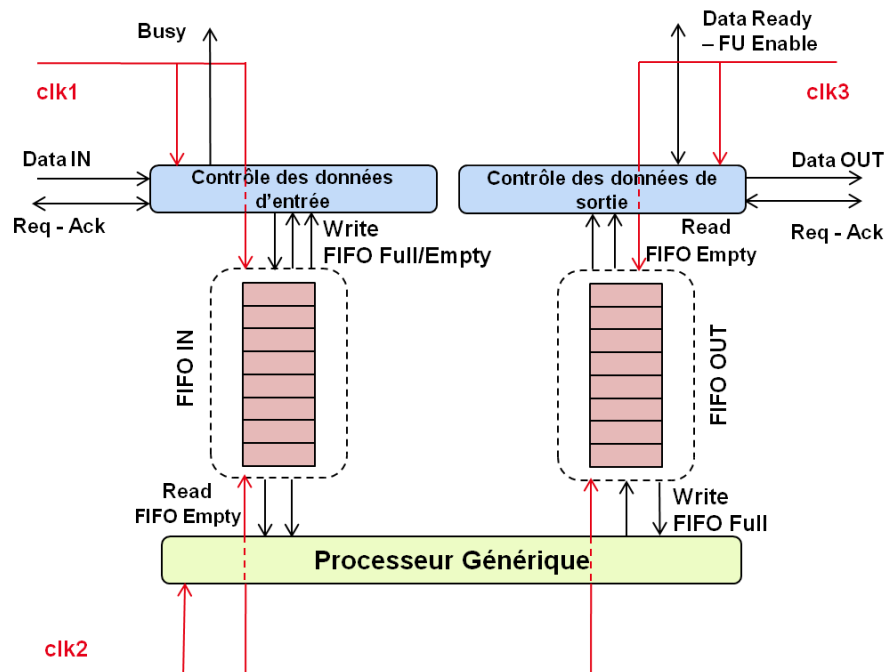 Busy
Data Ready
– FU Enable
clk1
clk3
Data IN
Contrôle des données
d'entrée
Contrôle des données de
sortie
Data OUT
Req - Ack
Write
FIFO Full/Empty
Read
FIFO Empty
Req - Ack
FIFO IN
FIFO OUT
Read
FIFO Empty
Write
FIFO Full
Processeur Générique
clk2